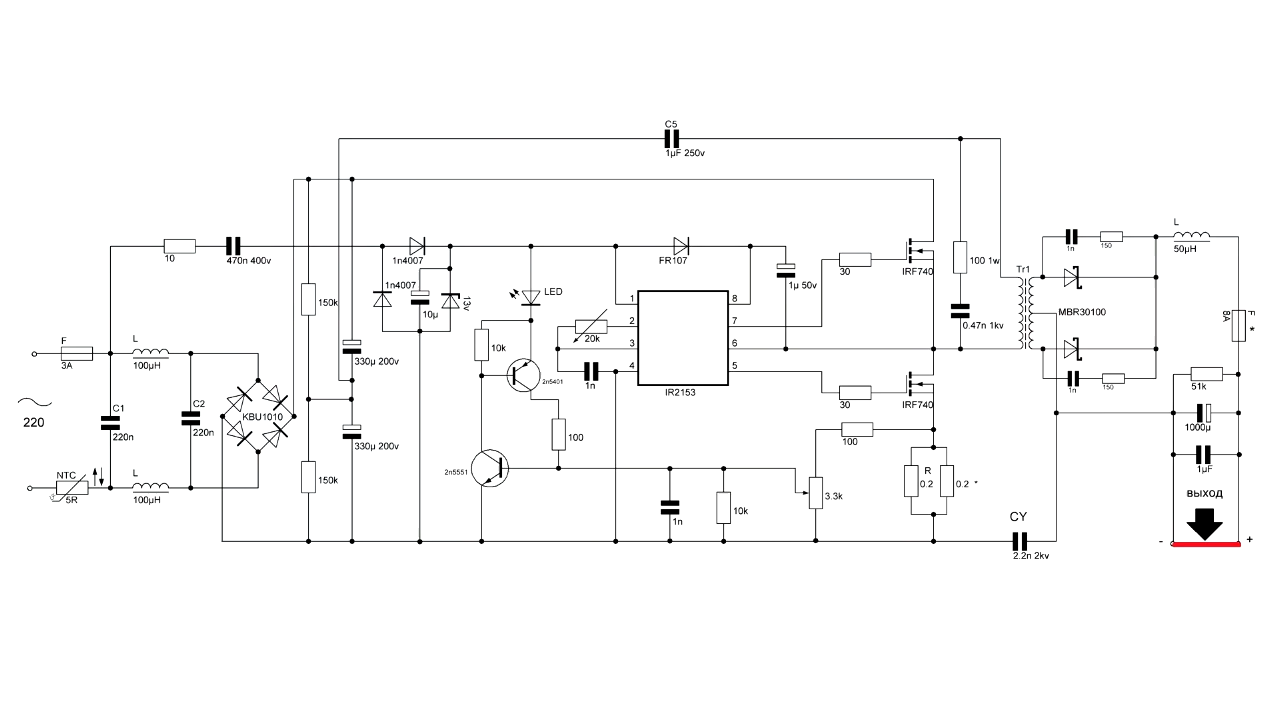 C5
1µF 250v
10
470n 400v
1n4007
FR107
1n4007
10µ
13v
LED
1µ 50v
30
IRF740
100 1w
Tr1
1n
150
L
50µH
150k
1
8
2
7
3
6
4
5
20k
IR2153
0.47n 1kv
MBR30100
F
8A
*
F
3A
L
100µH
330µ 200v
10k
2n5401
1n
30
IRF740
1n
150
51k
220
C1
220n
C2
220n
KBU1010
330µ 200v
100
100
1000µ
NTC
5R
L
100µH
150k
2n5551
1n
10k
3.3k
R
0.2
0.2 *
1µF
выход
CY
2.2n 2kv
-
+